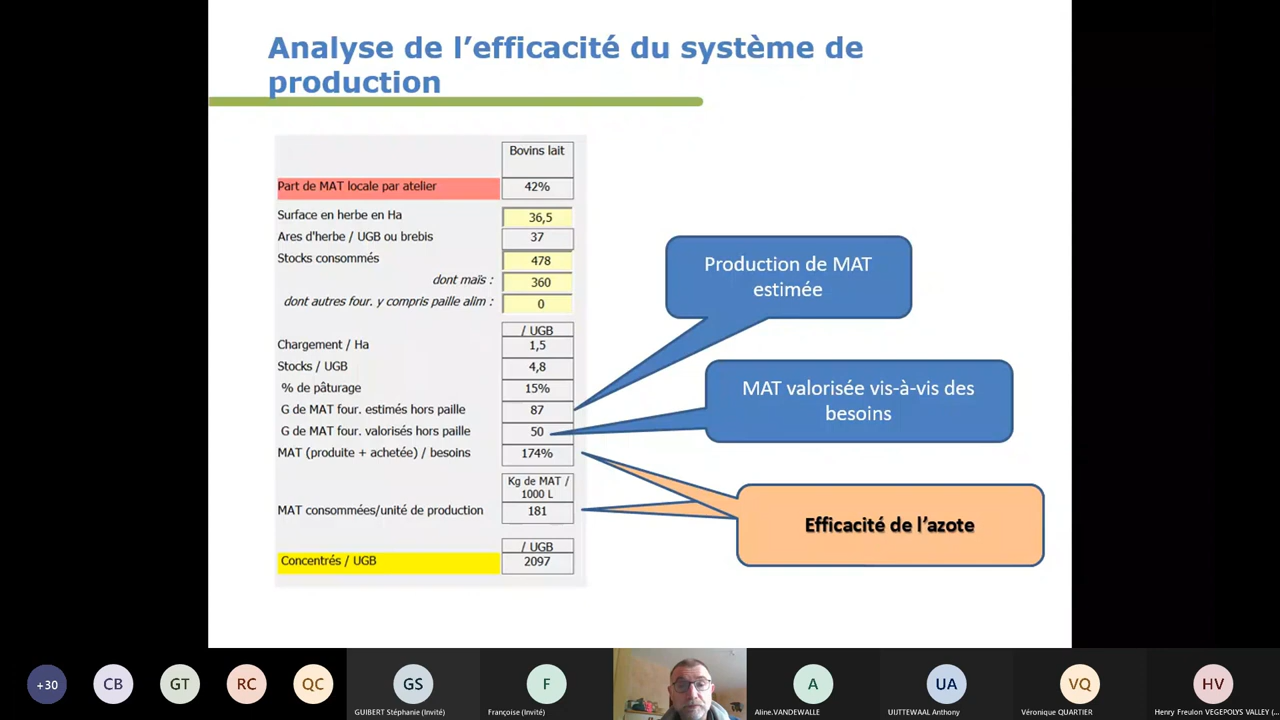 Analyse de l’efficacité du système de
production
Bovins lait
Part de MAT locale par atelier 42%
Surface en herbe en Ha 36,5
Ares d'herbe / UGB ou brebis 37
Stocks consommés 478
dont maïs : 360
dont autres four. y compris paille alim : 0
/ UGB
Chargement / Ha 1,5
Stocks / UGB 4,8
% de pâturage 15%
G de MAT four. estimés hors paille 87
G de MAT four. valorisés hors paille 50
MAT (produite + achetée) / besoins 174%
Kg de MAT /
1000 L
MAT consommées/unité de production 181
/ UGB
Concentrés / UGB 2097
Production de MAT
estimée
MAT valorisée vis-à-vis des
besoins
Efficacité de l’azote
+30 CB GT RC QC GS F A UA VQ HV
GUIBERT Stéphanie (Invité) Françoise (Invité) Aline.VANDEWALLE UIJTTEWAAL Anthony Véronique QUARTIER Henry Freulon VEGEPOLYS VALLEY (...